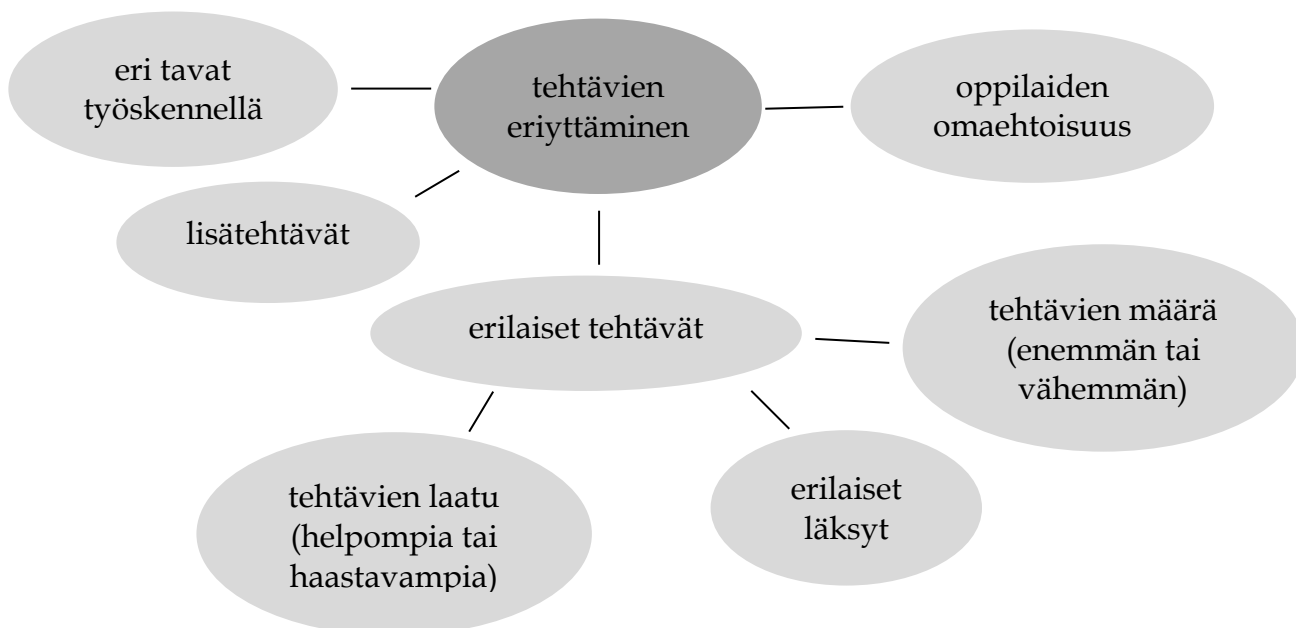 eri tavat
työskennellä
tehtävien
eriyttäminen
oppilaiden
omaehtoisuus
lisätehtävät
erilaiset tehtävät
tehtävien määrä
(enemmän tai
vähemmän)
tehtävien laatu
(helpompia tai
haastavampia)
erilaiset
läksyt